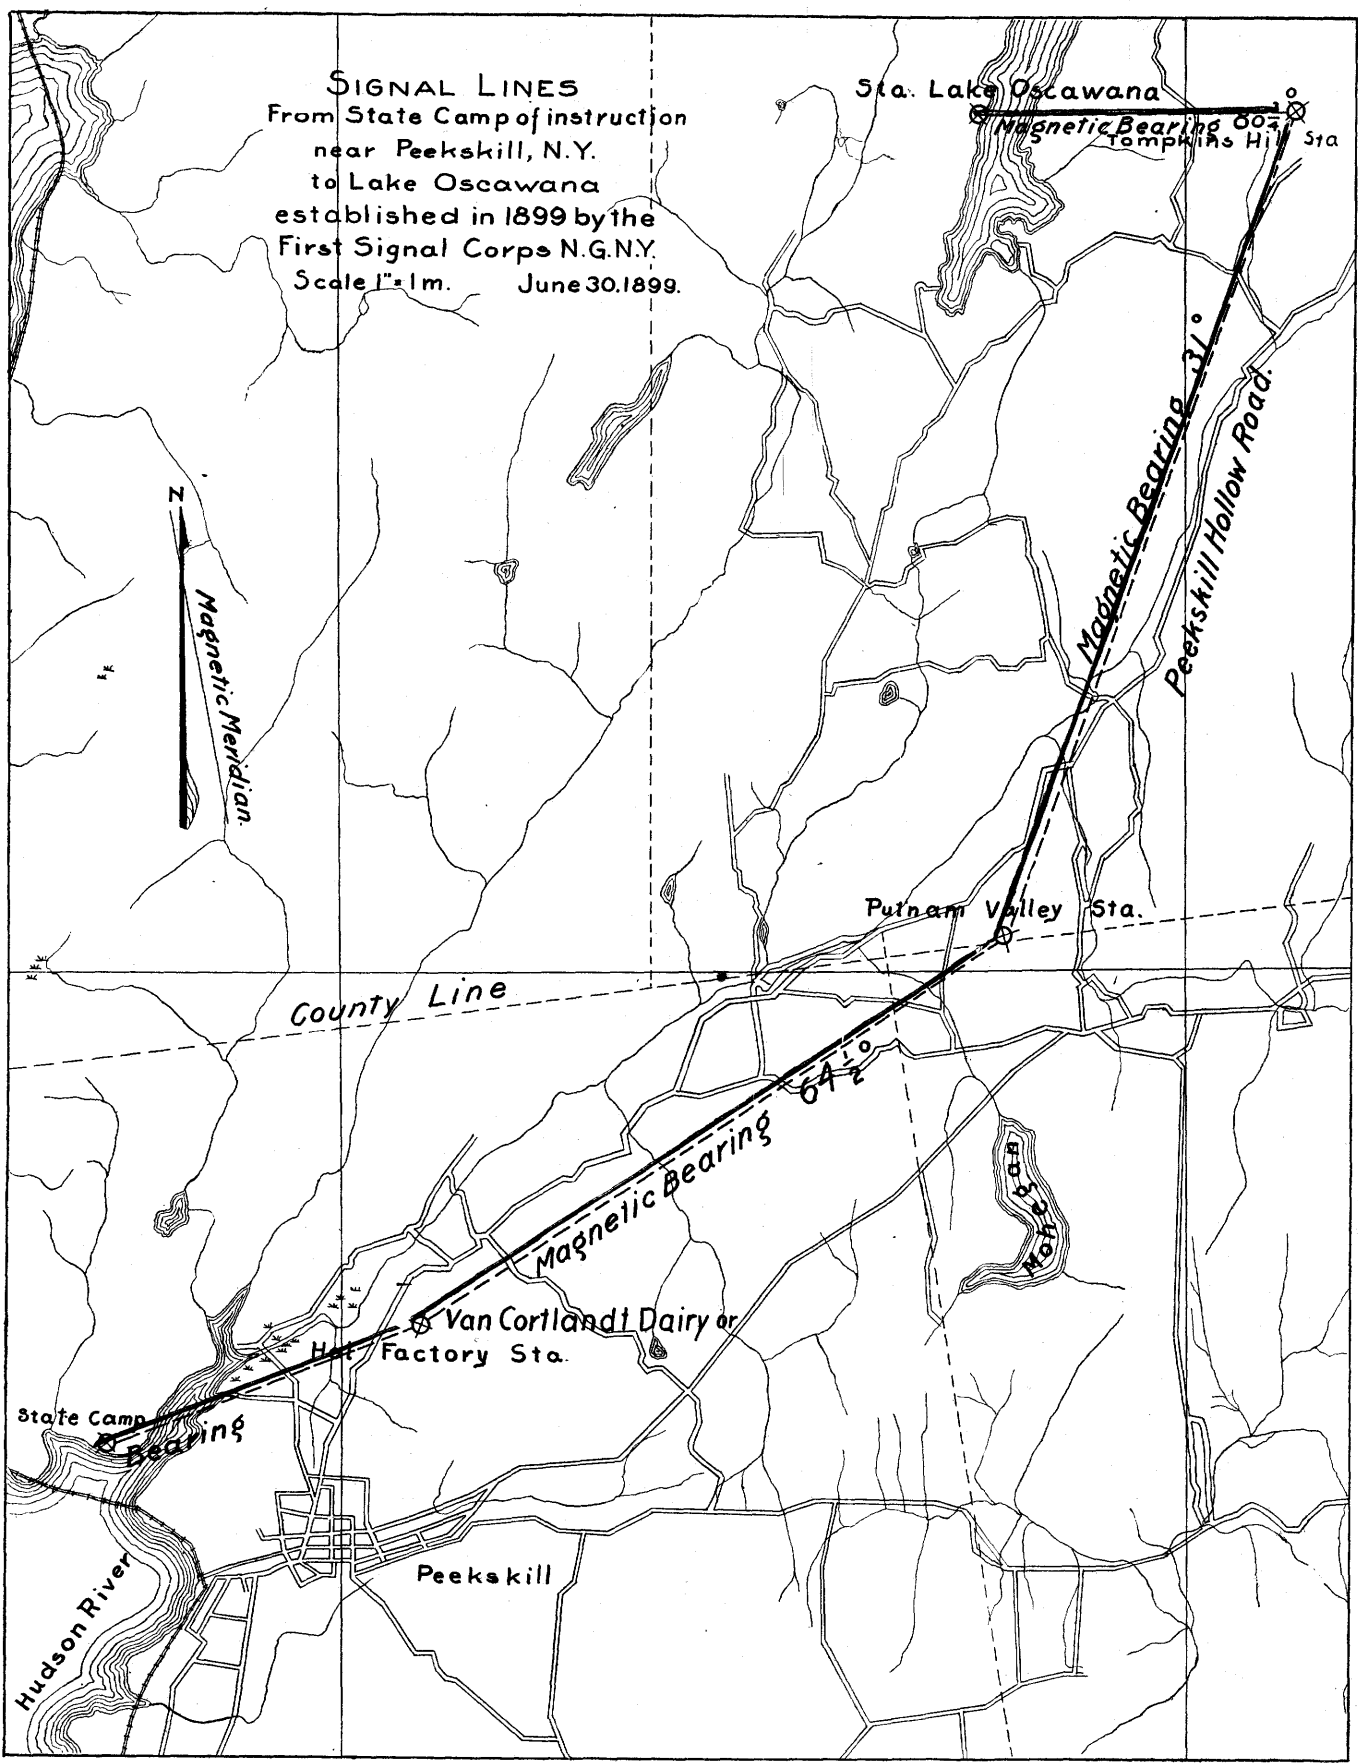 SIGNAL LINES
From State Camp of instruction
near Peekskill, N.Y.
to Lake Oscawana
established in 1899 by the
First Signal Corps N.G.N.Y.
Scale 1"=1m. June 30.1899.
Sta. Lake Oscawana
Magnetic Bearing
Tompkins Hill Sta
Magnetic Bearing 31°
Peekskill Hollow Road.
N
Magnetic Meridian.
Putnam Valley Sta.
County Line
Magnetic Bearing 64 1/2°
Mohegan
Van Cortlandt Dairy or
Hat Factory Sta.
State Camp
Bearing
Peekskill
Hudson River